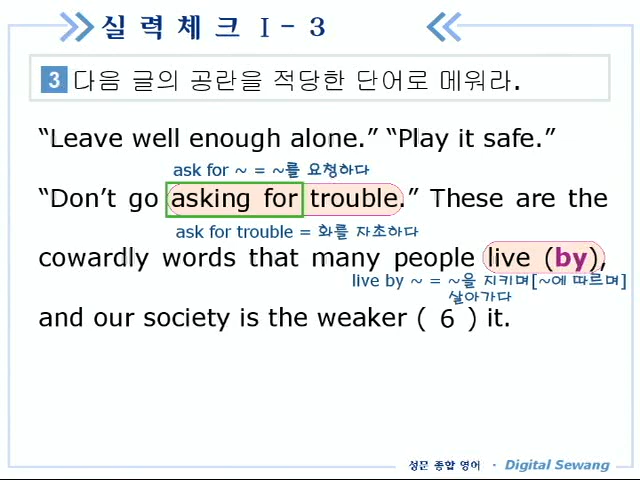 실 력 체 크 Ⅰ - 3
3 다음 글의 공란을 적당한 단어로 메워라.
“Leave well enough alone.” “Play it safe.”
ask for ~ = ~를 요청하다
“Don’t go asking for trouble.” These are the
ask for trouble = 화를 자초하다
cowardly words that many people live (by),
live by ~ = ~을 지키며[~에 따르며]
살아가다
and our society is the weaker ( 6 ) it.
성문 종합 영어 · Digital Sewang